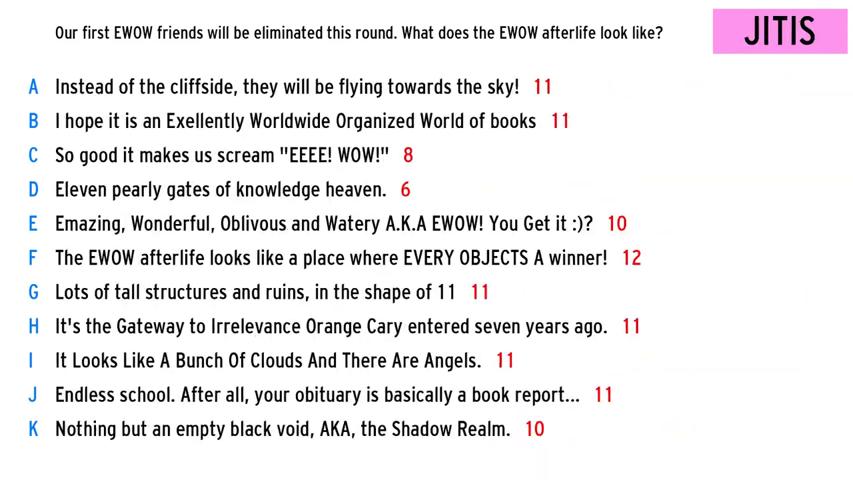 Our first EWOW friends will be eliminated this round. What does the EWOW afterlife look like?
JITIS
A Instead of the cliffside, they will be flying towards the sky! 11
B I hope it is an Exellently Worldwide Organized World of books 11
C So good it makes us scream "EEEE! WOW!" 8
D Eleven pearly gates of knowledge heaven. 6
E Emazing, Wonderful, Oblivous and Watery A.K.A EWOW! You Get it :)? 10
F The EWOW afterlife looks like a place where EVERY OBJECTS A winner! 12
G Lots of tall structures and ruins, in the shape of 11 11
H It's the Gateway to Irrelevance Orange Cary entered seven years ago. 11
I It Looks Like A Bunch Of Clouds And There Are Angels. 11
J Endless school. After all, your obituary is basically a book report... 11
K Nothing but an empty black void, AKA, the Shadow Realm. 10